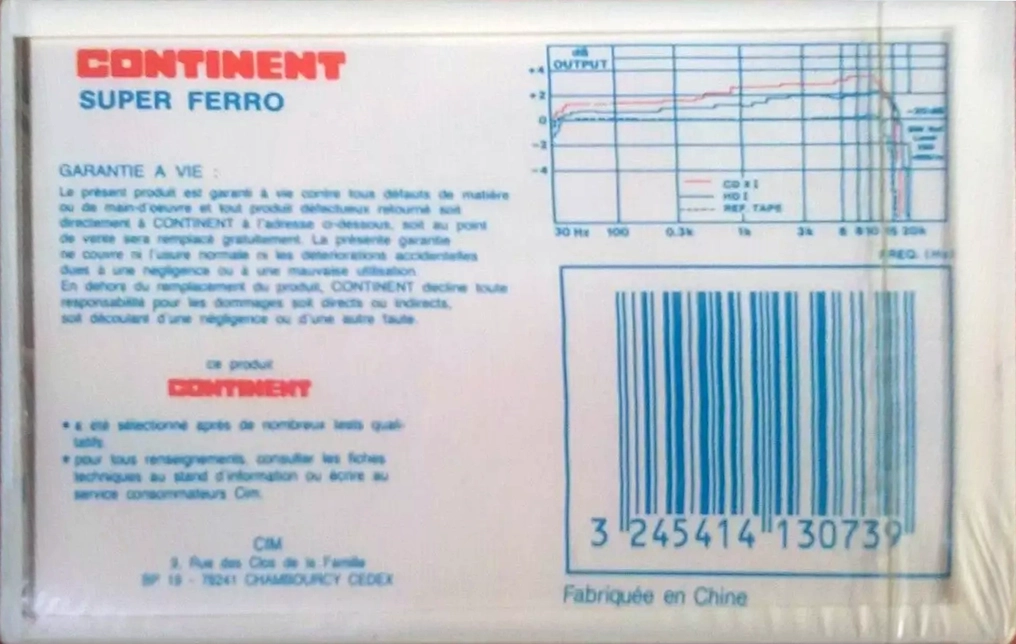 CONTINENT
SUPER FERRO
GARANTIE A VIE :
Le présent produit est garanti à vie contre tous défauts de matière
ou de main-d'oeuvre et tout produit défectueux retourné soit
directement à CONTINENT à l'adresse ci-dessous, soit au point
de vente sera remplacé gratuitement. La présente garantie
ne couvre ni l'usure normale ni les déteriorations accidentelles
dues à une negligence ou à une mauvaise utilisation.
En dehors du remplacement du produit, CONTINENT decline toute
responsabilité pour les dommages soit directs ou indirects,
soit découlant d'une négligence ou d'une autre faute.
ce produit
CONTINENT
* a été sélectionné après de nombreux tests quali-
tatifs.
* pour tous renseignements, consulter les fiches
techniques au stand d'information ou écrire au
service consommateurs Cim.
CIM
9, Rue des Clos de la Famille
BP 19 - 78241 CHAMBOURCY CEDEX
dB
OUTPUT
+4
+2
0
-2
-4
-20 dB
CD X I
HD I
REF. TAPE
30 Hz 100 0.3k 1k 3k 6 8 10 15 20k
FREQ. (Hz)
3 245414 130739
Fabriquée en Chine